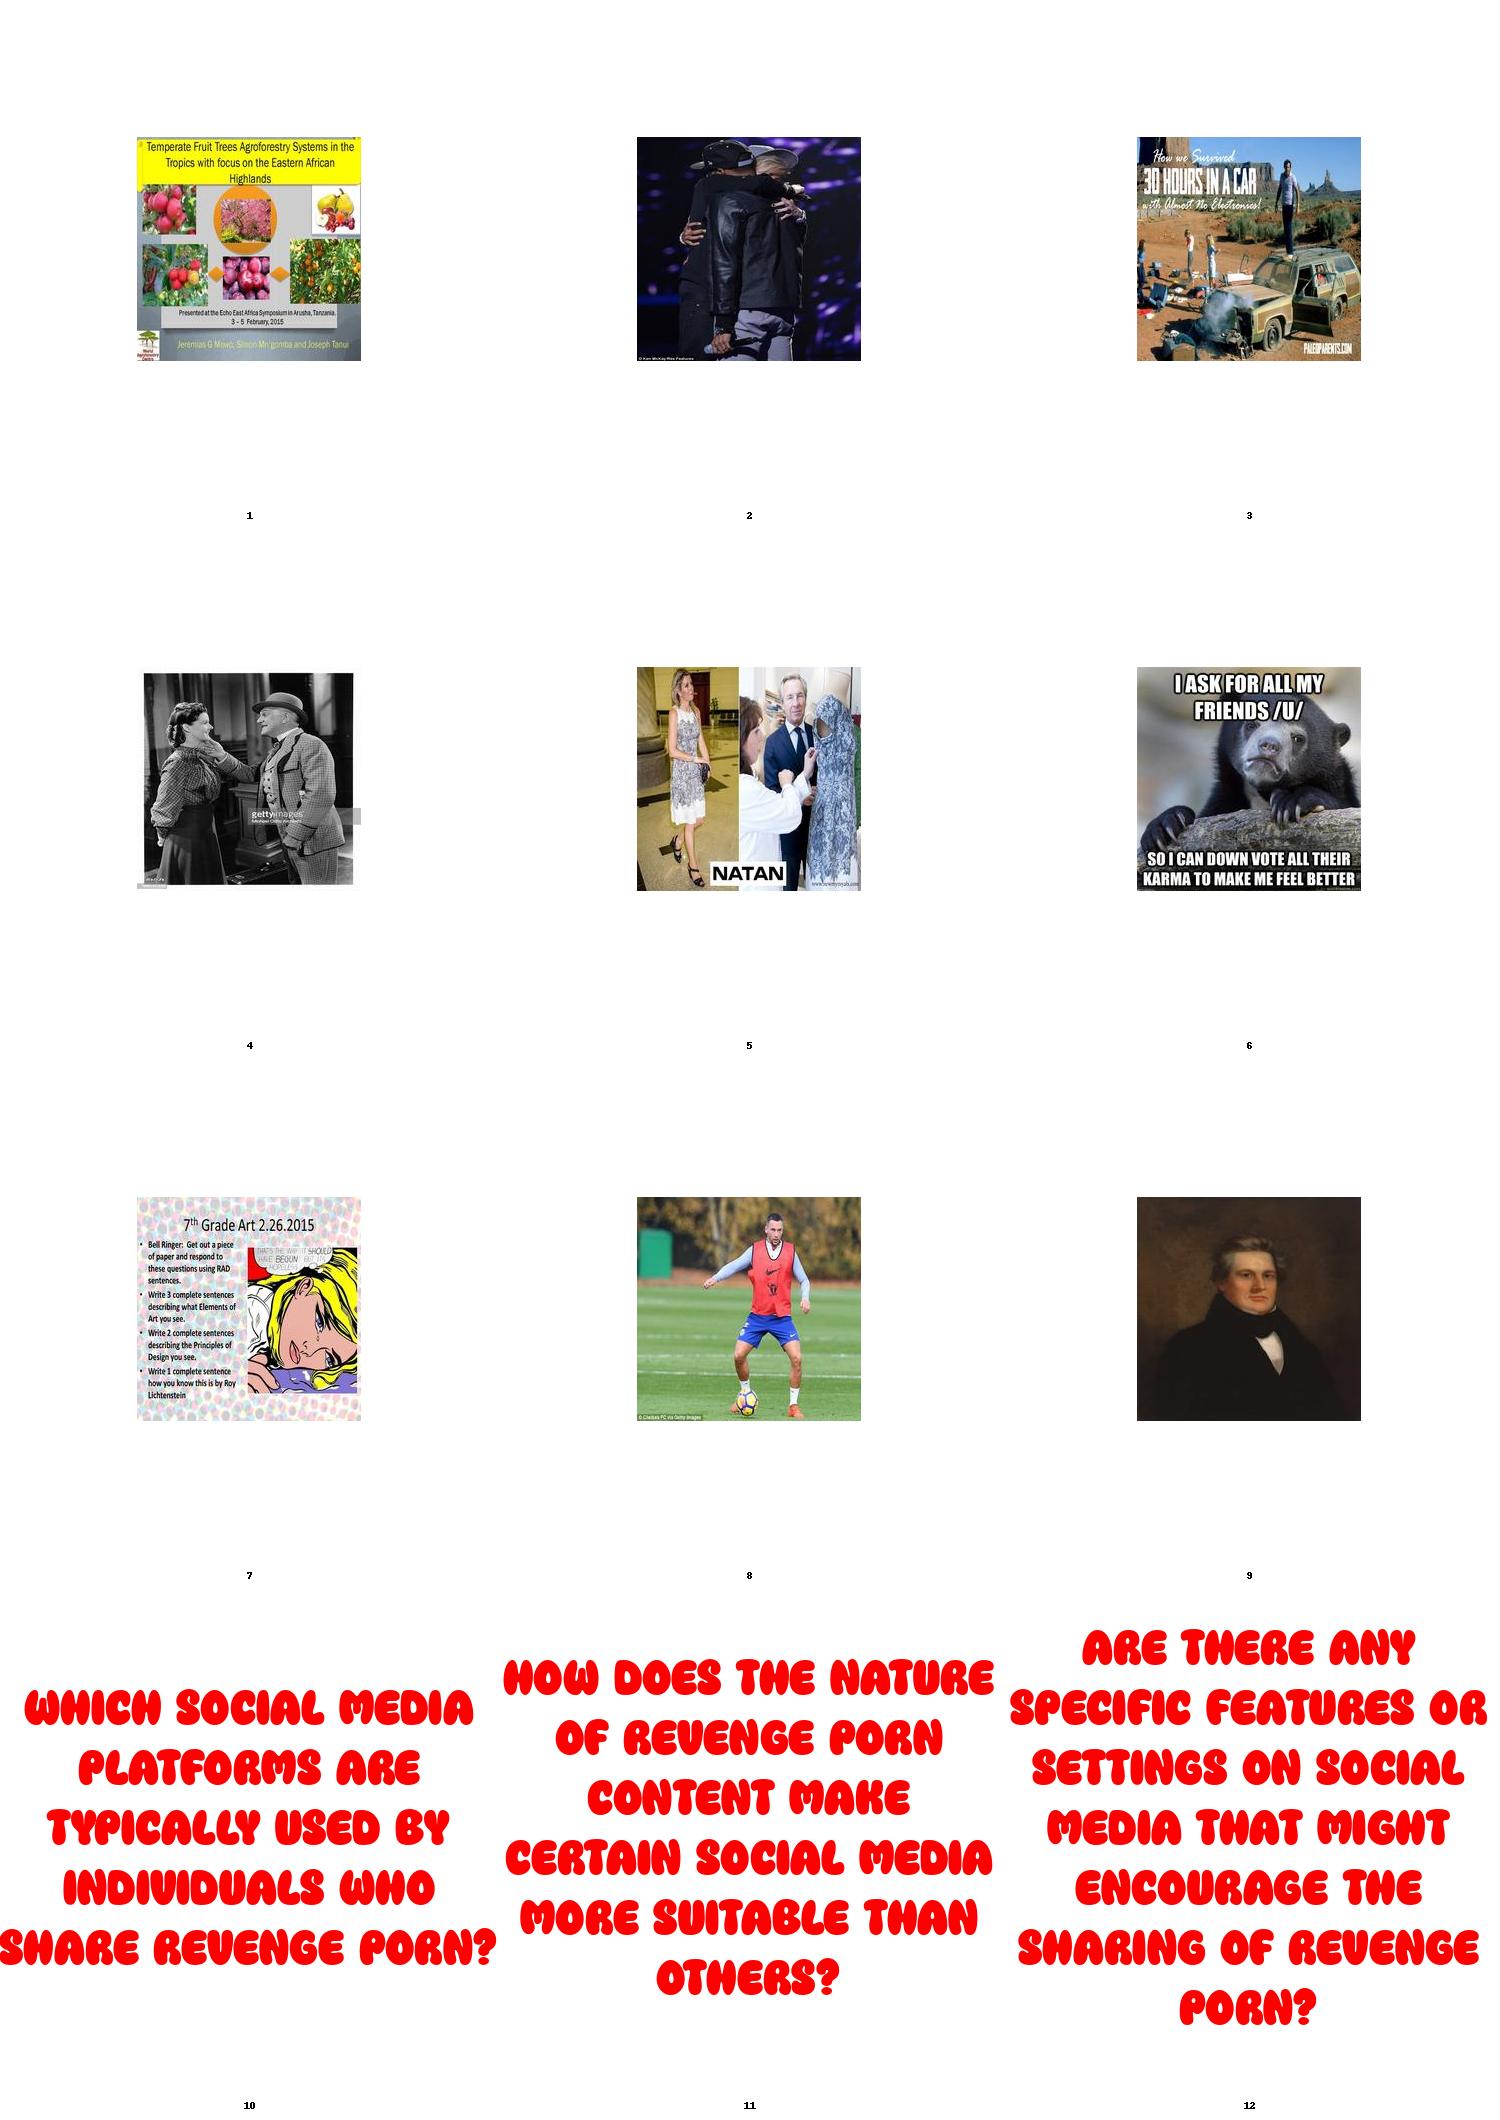 Temperate Fruit Trees Agroforestry Systems in the
Tropics with focus on the Eastern African
Highlands
Presented at the Echo East Africa Symposium in Arusha, Tanzania.
3 – 5 February, 2015
Jeremias G Mowo, Simon Mn'gomba and Joseph Tanui
World
Agroforestry
Centre
How we Survived
30 HOURS IN A CAR
with Almost No Electronics!
PALEOPARENTS.COM
1
2
3
gettyimages
NATAN
I ASK FOR ALL MY
FRIENDS /U/
SO I CAN DOWN VOTE ALL THEIR
KARMA TO MAKE ME FEEL BETTER
4
5
6
7th Grade Art 2.26.2015
• Bell Ringer: Get out a piece
of paper and respond to
these questions using RAD
sentences.
• Write 3 complete sentences
describing what Elements of
Art you see.
• Write 2 complete sentences
describing the Principles of
Design you see.
• Write 1 complete sentence
how you know this is by Roy
Lichtenstein
THAT'S THE WAY IT SHOULD
HAVE BEGUN! BUT IT'S
HOPELESS!
© Chelsea FC via Getty Images
7
8
9
WHICH SOCIAL MEDIA
PLATFORMS ARE
TYPICALLY USED BY
INDIVIDUALS WHO
SHARE REVENGE PORN?
HOW DOES THE NATURE
OF REVENGE PORN
CONTENT MAKE
CERTAIN SOCIAL MEDIA
MORE SUITABLE THAN
OTHERS?
ARE THERE ANY
SPECIFIC FEATURES OR
SETTINGS ON SOCIAL
MEDIA THAT MIGHT
ENCOURAGE THE
SHARING OF REVENGE
PORN?
10
11
12